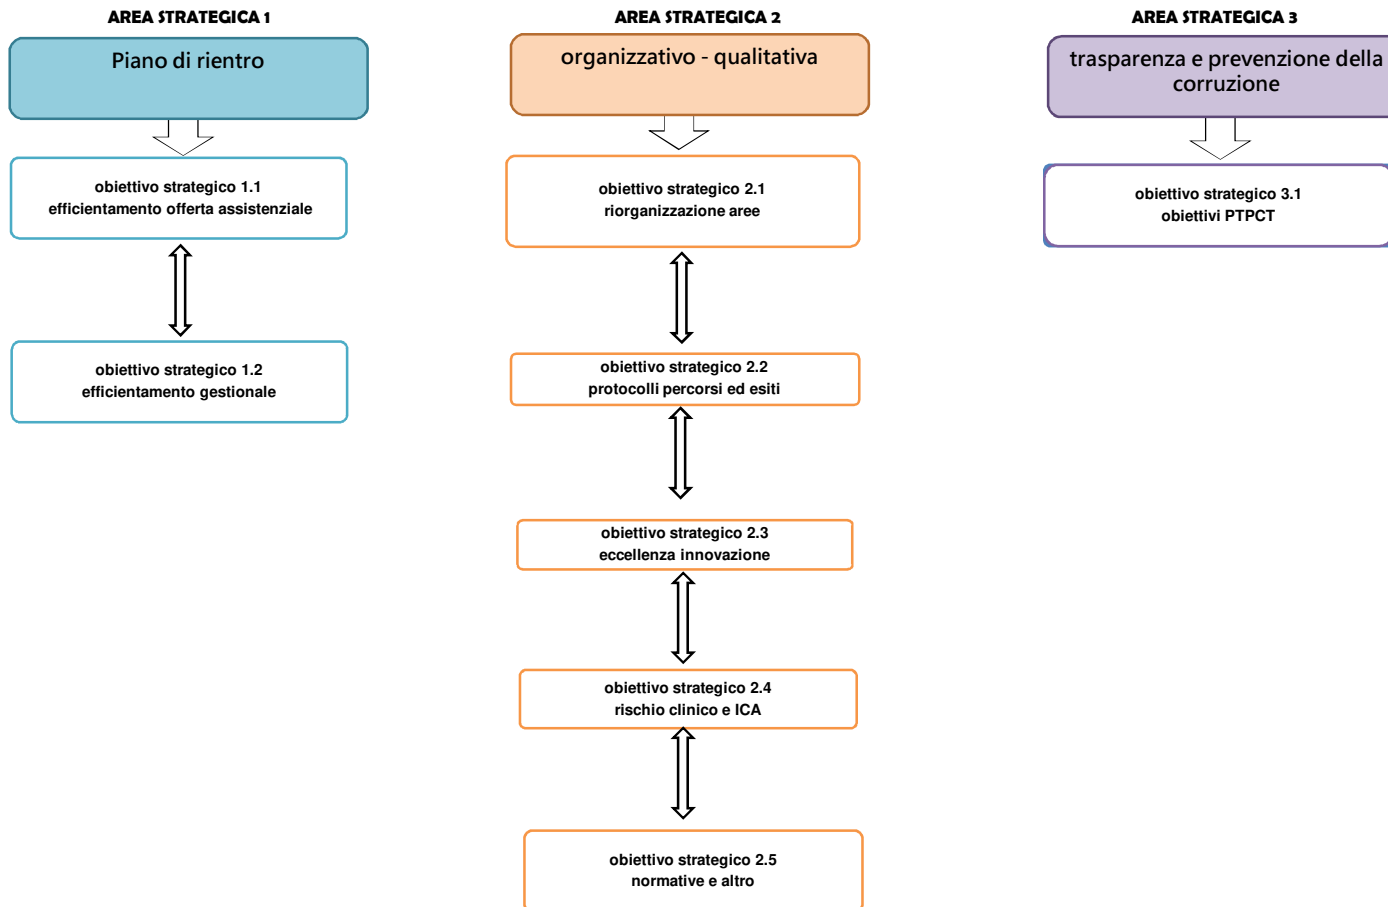 AREA STRATEGICA 1
Piano di rientro
obiettivo strategico 1.1
efficientamento offerta assistenziale
obiettivo strategico 1.2
efficientamento gestionale
AREA STRATEGICA 2
organizzativo - qualitativa
obiettivo strategico 2.1
riorganizzazione aree
obiettivo strategico 2.2
protocolli percorsi ed esiti
obiettivo strategico 2.3
eccellenza innovazione
obiettivo strategico 2.4
rischio clinico e ICA
obiettivo strategico 2.5
normative e altro
AREA STRATEGICA 3
trasparenza e prevenzione della
corruzione
obiettivo strategico 3.1
obiettivi PTPCT